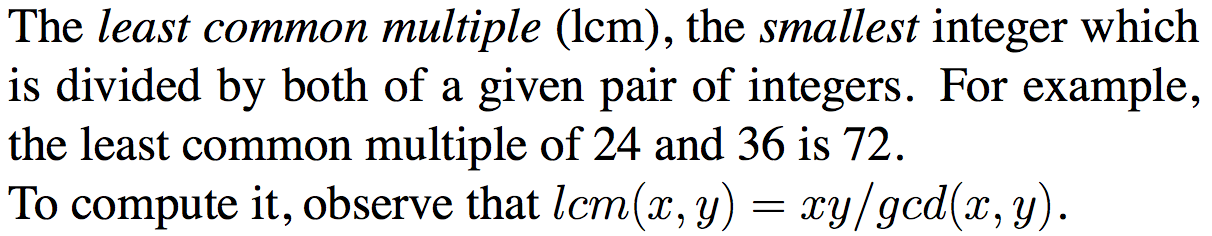 The least common multiple (lcm), the smallest integer which
is divided by both of a given pair of integers. For example,
the least common multiple of 24 and 36 is 72.
To compute it, observe that lcm(x, y) = xy/gcd(x, y).